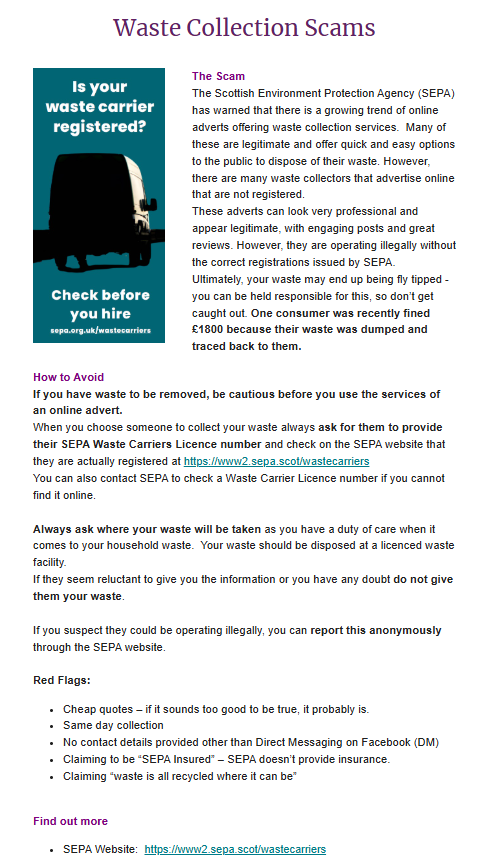 Waste Collection Scams
Is your
waste carrier
registered?
Check before
you hire
sepa.org.uk/wastecarriers
The Scam
The Scottish Environment Protection Agency (SEPA)
has warned that there is a growing trend of online
adverts offering waste collection services.  Many of
these are legitimate and offer quick and easy options
to the public to dispose of their waste. However,
there are many waste collectors that advertise online
that are not registered.
These adverts can look very professional and
appear legitimate, with engaging posts and great
reviews. However, they are operating illegally without
the correct registrations issued by SEPA.
Ultimately, your waste may end up being fly tipped -
you can be held responsible for this, so don't get
caught out. One consumer was recently fined
£1800 because their waste was dumped and
traced back to them.
How to Avoid
If you have waste to be removed, be cautious before you use the services of
an online advert.
When you choose someone to collect your waste always ask for them to provide
their SEPA Waste Carriers Licence number and check on the SEPA website that
they are actually registered at https://www2.sepa.scot/wastecarriers
You can also contact SEPA to check a Waste Carrier Licence number if you cannot
find it online.
Always ask where your waste will be taken as you have a duty of care when it
comes to your household waste.  Your waste should be disposed at a licenced waste
facility.
If they seem reluctant to give you the information or you have any doubt do not give
them your waste.
If you suspect they could be operating illegally, you can report this anonymously
through the SEPA website.
Red Flags:
• Cheap quotes – if it sounds too good to be true, it probably is.
• Same day collection
• No contact details provided other than Direct Messaging on Facebook (DM)
• Claiming to be "SEPA Insured" – SEPA doesn't provide insurance.
• Claiming "waste is all recycled where it can be"
Find out more
• SEPA Website:  https://www2.sepa.scot/wastecarriers